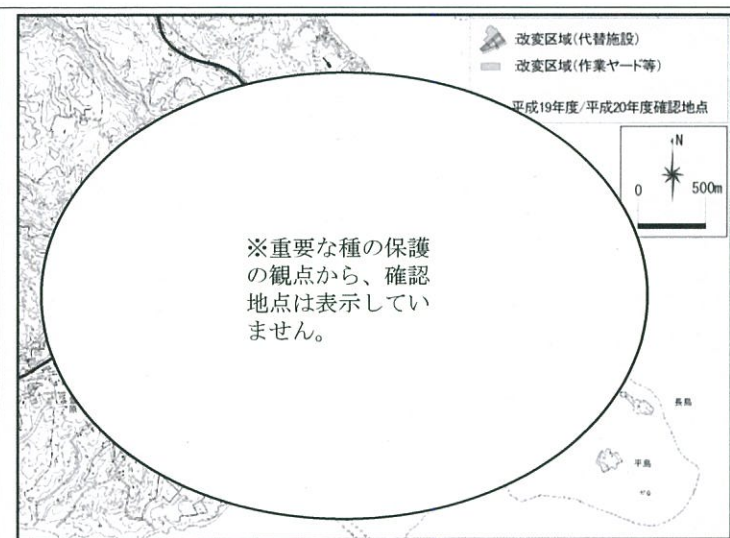 :改変区域(代替施設)
:改変区域(作業ヤード等)
平成19年度/平成20年度確認地点
N
0 500m
※重要な種の保護
の観点から、確認
地点は表示してい
ません。
長島
平島